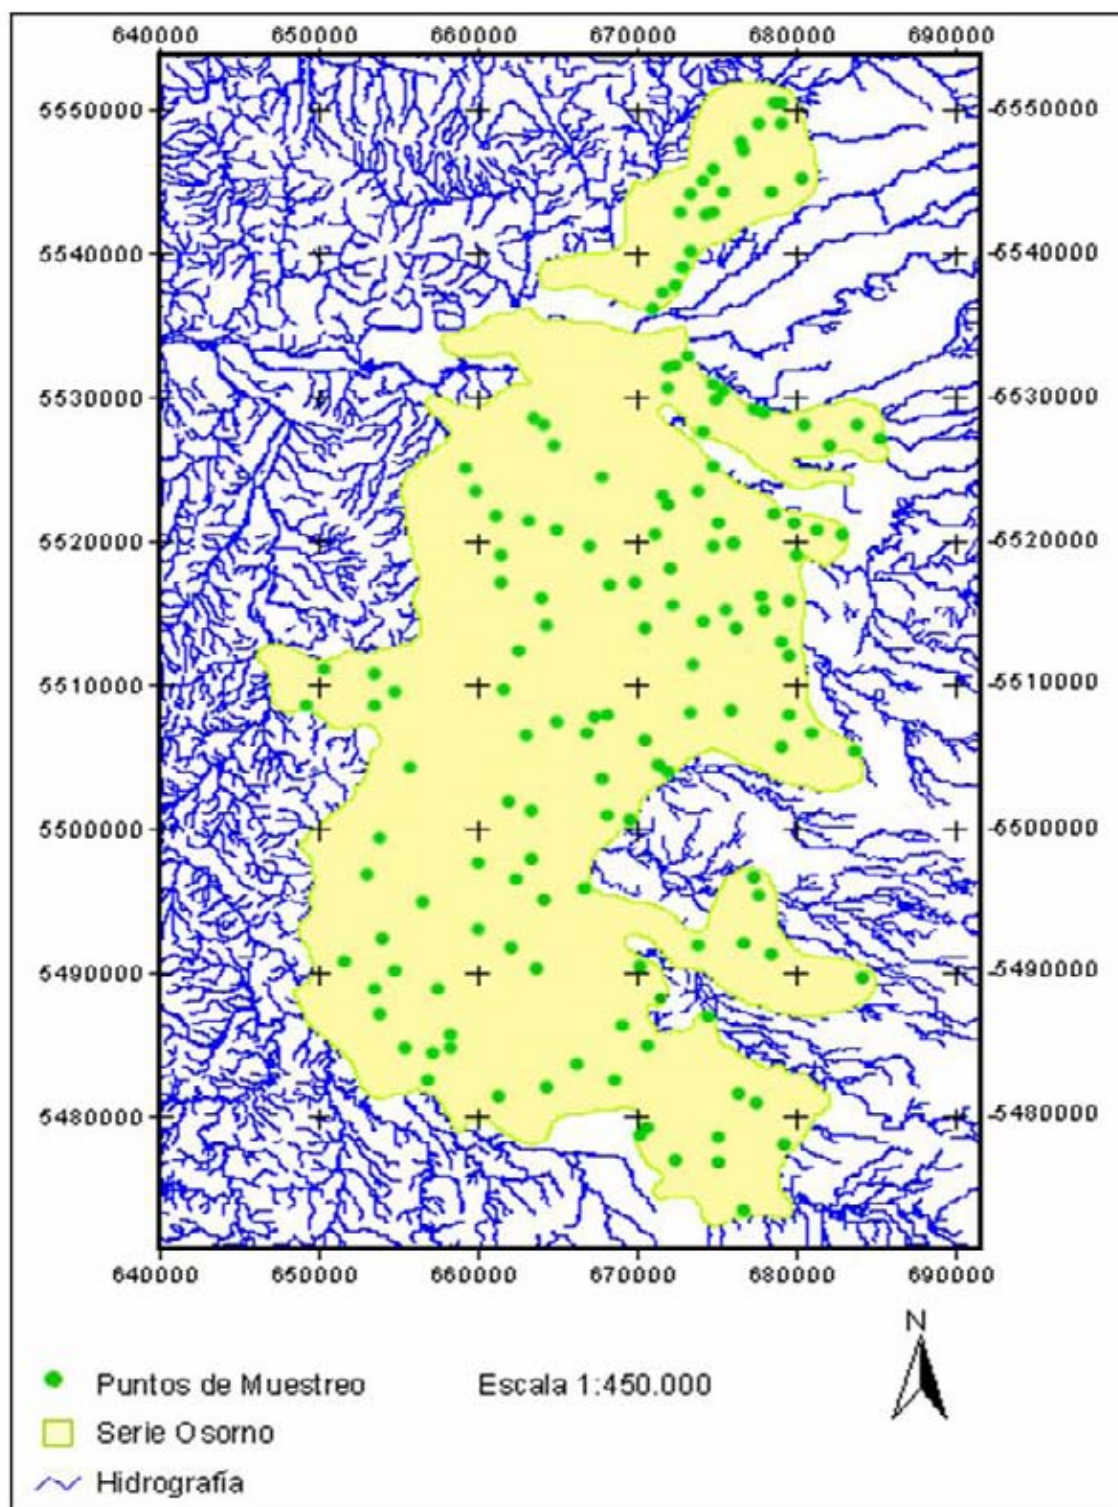 640000 650000 660000 670000 680000 690000
5550000 5550000
5540000 5540000
5530000 5530000
5520000 5520000
5510000 5510000
5500000 5500000
5490000 5490000
5480000 5480000
640000 650000 660000 670000 680000 690000
N
Puntos de Muestreo Escala 1:450.000
Serie Osorno
Hidrografía